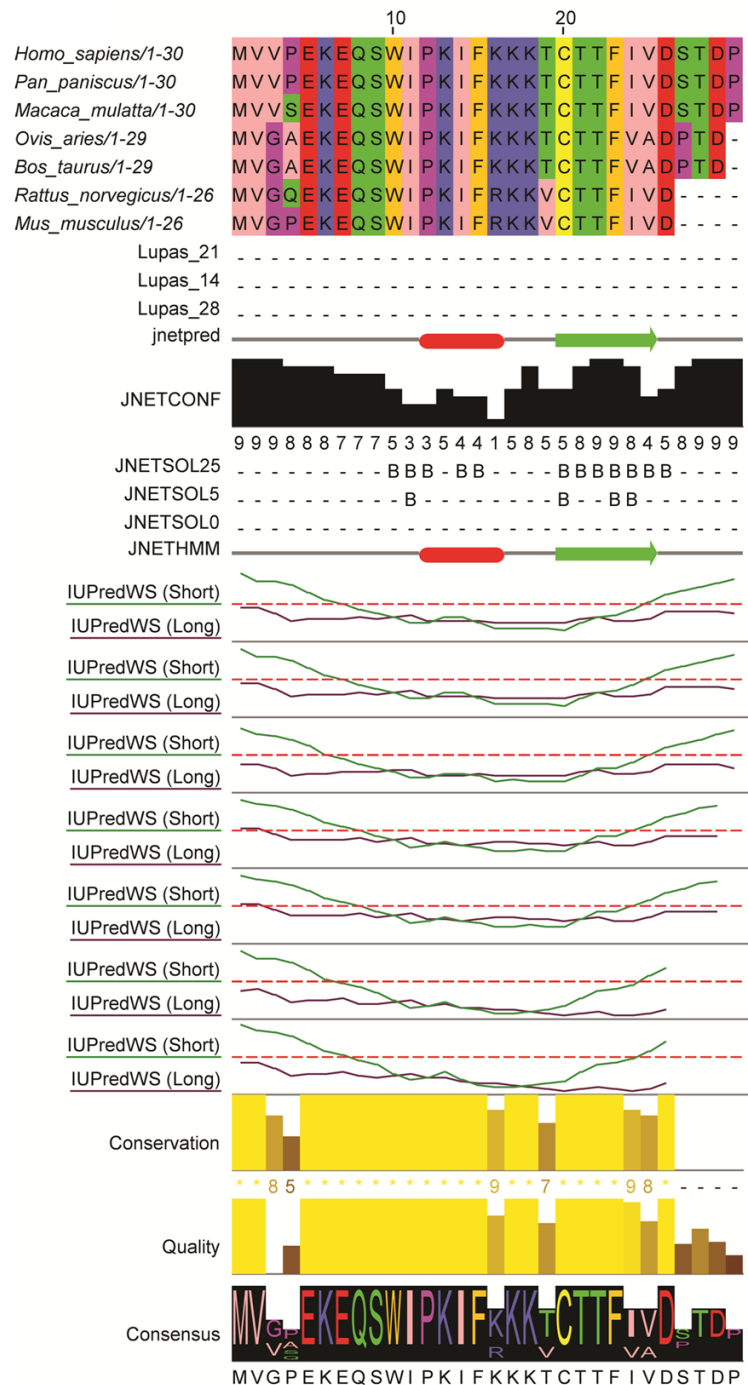 10 20
Homo_sapiens/1-30 M V V P E K E Q S W I P K I F K K K T C T T F I V D S T D P
Pan_paniscus/1-30 M V V P E K E Q S W I P K I F K K K T C T T F I V D S T D P
Macaca_mulatta/1-30 M V V S E K E Q S W I P K I F K K K T C T T F I V D S T D P
Ovis_aries/1-29 M V G A E K E Q S W I P K I F K K K T C T T F V A D P T D -
Bos_taurus/1-29 M V G A E K E Q S W I P K I F K K K T C T T F V A D P T D -
Rattus_norvegicus/1-26 M V G Q E K E Q S W I P K I F R K K V C T T F I V D - - - -
Mus_musculus/1-26 M V G P E K E Q S W I P K I F R K K V C T T F I V D - - - -
Lupas_21 - - - - - - - - - - - - - - - - - - - - - - - - - - - - - -
Lupas_14 - - - - - - - - - - - - - - - - - - - - - - - - - - - - - -
Lupas_28 - - - - - - - - - - - - - - - - - - - - - - - - - - - - - -
jnetpred
JNETCONF
9 9 9 8 8 8 7 7 7 5 3 3 5 4 4 1 5 8 5 5 8 9 9 8 4 5 8 9 9 9
JNETSOL25 - - - - - - - - - B B B - B B - - - - B B B B B B B - - - -
JNETSOL5 - - - - - - - - - - B - - - - - - - - B - - B B - - - - - -
JNETSOL0 - - - - - - - - - - - - - - - - - - - - - - - - - - - - - -
JNETHMM
IUPredWS (Short)
IUPredWS (Long)
IUPredWS (Short)
IUPredWS (Long)
IUPredWS (Short)
IUPredWS (Long)
IUPredWS (Short)
IUPredWS (Long)
IUPredWS (Short)
IUPredWS (Long)
IUPredWS (Short)
IUPredWS (Long)
IUPredWS (Short)
IUPredWS (Long)
Conservation
* * 8 5 * * * * * * * * * * * 9 * * 7 * * * * 9 8 * - - - -
Quality
Consensus M V G P E K E Q S W I P K I F K K K T C T T F I V D S T D P
V A R V V A P
S
M V G P E K E Q S W I P K I F K K K T C T T F I V D S T D P